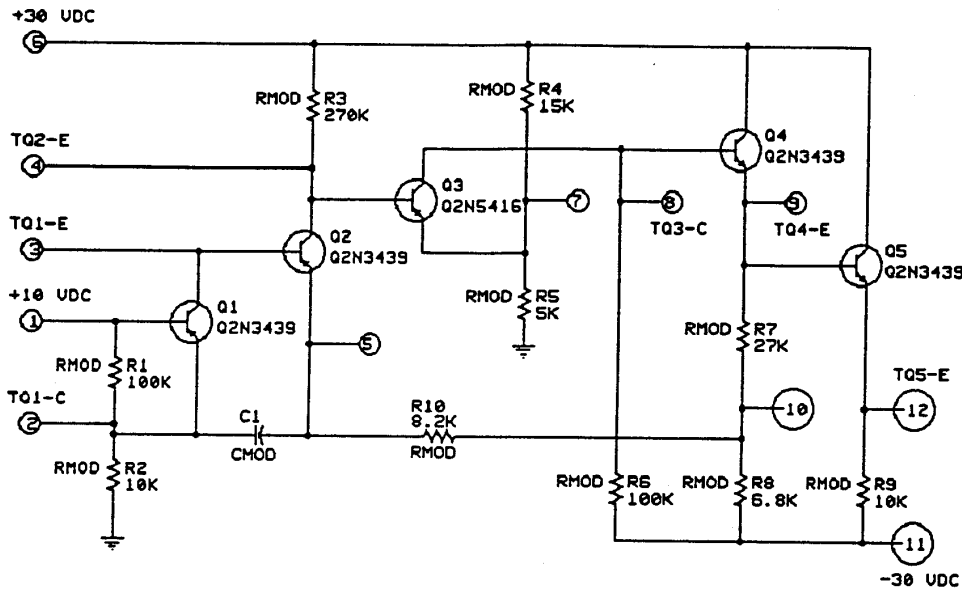 +30 VDC
6
RMOD R3
270K
RMOD R4
15K
TQ2-E
4
Q4
Q2N3439
Q3
Q2N5416
7
8
TQ3-C
9
TQ4-E
TQ1-E
3
Q2
Q2N3439
Q5
Q2N3439
+10 VDC
1
Q1
Q2N3439
RMOD R5
5K
RMOD R7
27K
5
RMOD R1
100K
TQ1-C
2
C1
CMOD
R10
8.2K
RMOD
10
TQ5-E
12
RMOD R2
10K
RMOD R6
100K
RMOD R8
6.8K
RMOD R9
10K
11
-30 VDC